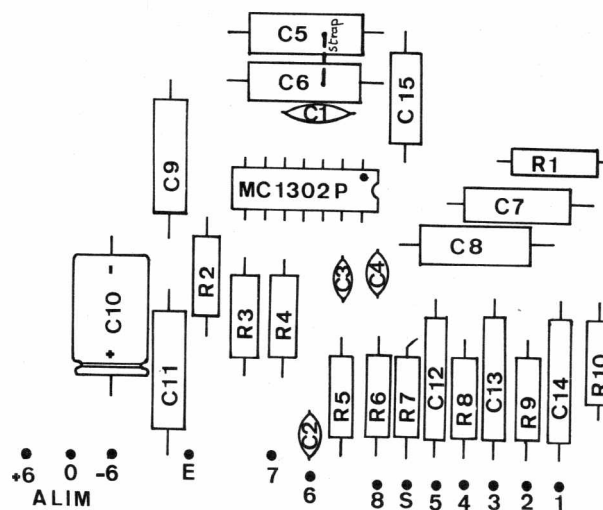 C5
strap
C6
C1
C15
C9
R1
MC1302P
C7
C8
R2
C3
C4
C10
-
+
R3
R4
C11
R5
R6
R7
C12
R8
C13
R9
C14
R10
C2
+6 0 -6 E 7 6 8 S 5 4 3 2 1
ALIM